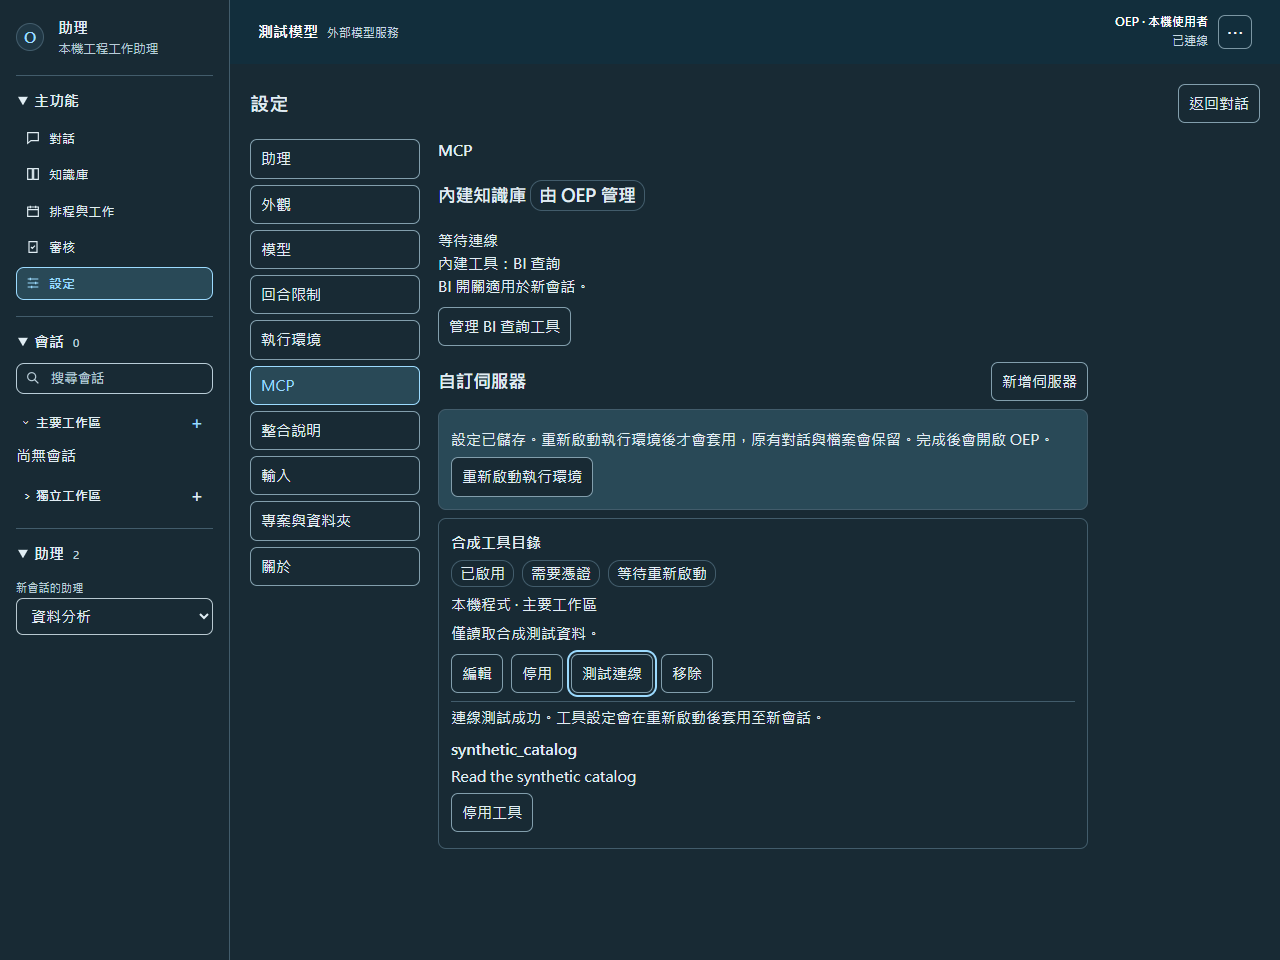 O
助理
本機工程工作助理
主功能
對話
知識庫
排程與工作
審核
設定
會話 0
搜尋會話
主要工作區 +
尚無會話
獨立工作區 +
助理 2
新會話的助理
資料分析
測試模型 外部模型服務
OEP · 本機使用者
已連線
...
設定
返回對話
助理
外觀
模型
回合限制
執行環境
MCP
整合說明
輸入
專案與資料夾
關於
MCP
內建知識庫 由 OEP 管理
等待連線
內建工具：BI 查詢
BI 開關適用於新會話。
管理 BI 查詢工具
自訂伺服器
新增伺服器
設定已儲存。重新啟動執行環境後才會套用，原有對話與檔案會保留。完成後會開啟 OEP。
重新啟動執行環境
合成工具目錄
已啟用 需要憑證 等待重新啟動
本機程式 · 主要工作區
僅讀取合成測試資料。
編輯 停用 測試連線 移除
連線測試成功。工具設定會在重新啟動後套用至新會話。
synthetic_catalog
Read the synthetic catalog
停用工具